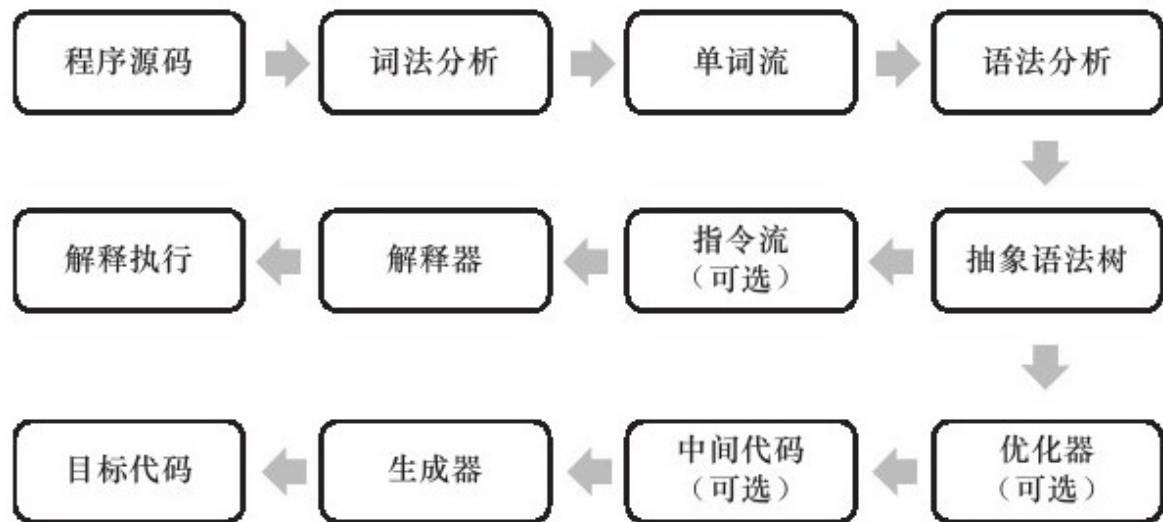 程序源码
词法分析
单词流
语法分析
解释执行
解释器
指令流
（可选）
抽象语法树
目标代码
生成器
中间代码
（可选）
优化器
（可选）